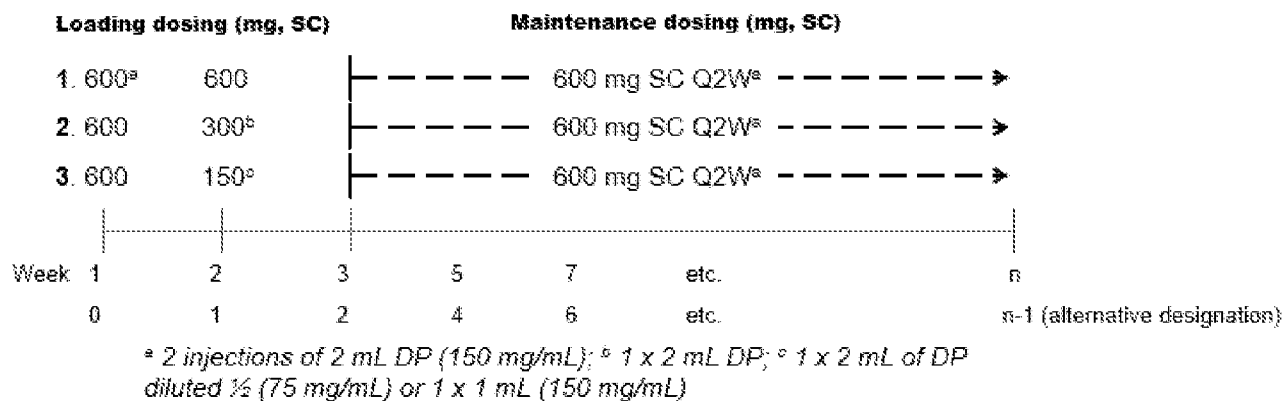 Loading dosing (mg, SC) Maintenance dosing (mg, SC)
1. 600ᵃ 600 600 mg SC Q2Wᵃ
2. 600 300ᵇ 600 mg SC Q2Wᵃ
3. 600 150ᶜ 600 mg SC Q2Wᵃ
Week 1 2 3 5 7 etc. n
0 1 2 4 6 etc. n-1 (alternative designation)
ᵃ 2 injections of 2 mL DP (150 mg/mL); ᵇ 1 x 2 mL DP; ᶜ 1 x 2 mL of DP
diluted ½ (75 mg/mL) or 1 x 1 mL (150 mg/mL)